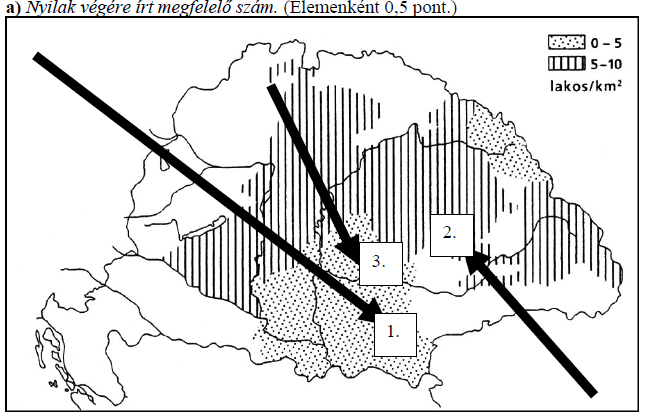 a) Nyilak végére írt megfelelő szám. (Elemenként 0,5 pont.)
0-5
5-10
lakos/km²
2.
3.
1.